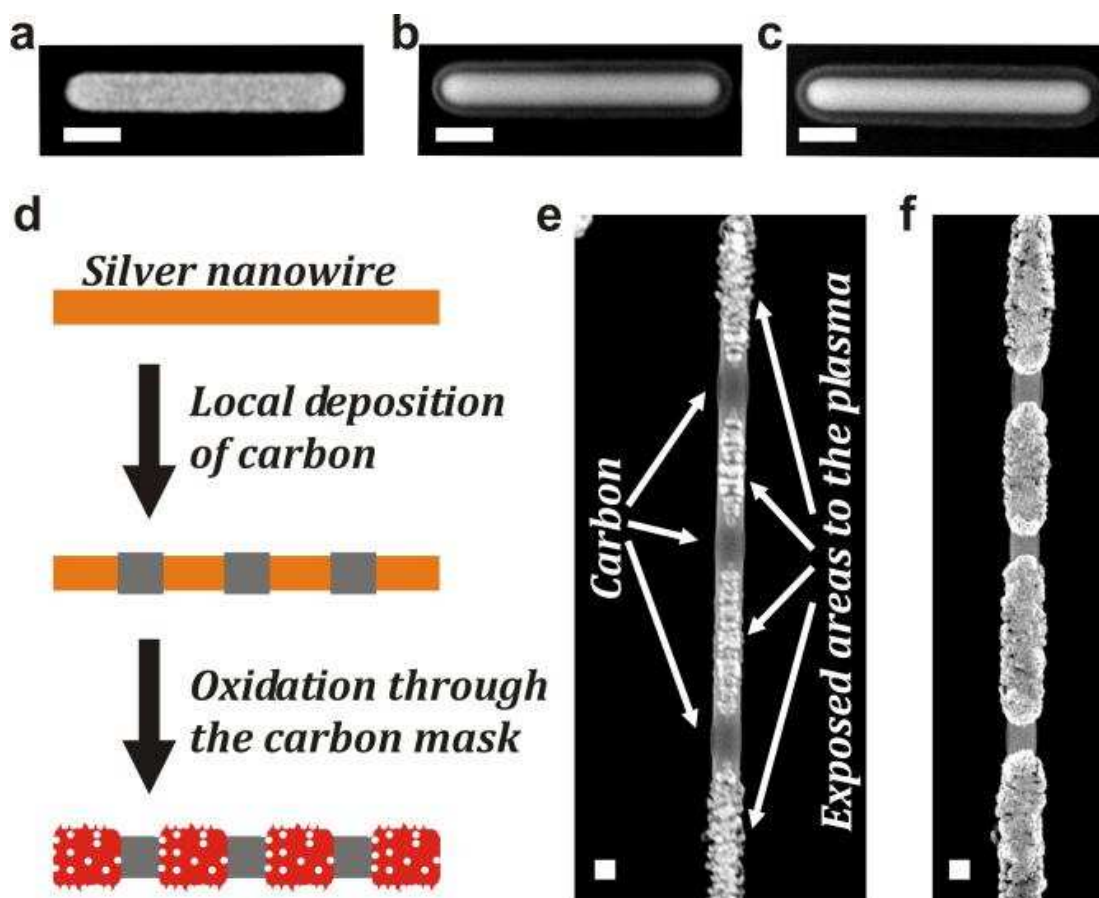 a
b
c
d
Silver nanowire
Local deposition
of carbon
Oxidation through
the carbon mask
e
Carbon
Exposed areas to the plasma
f